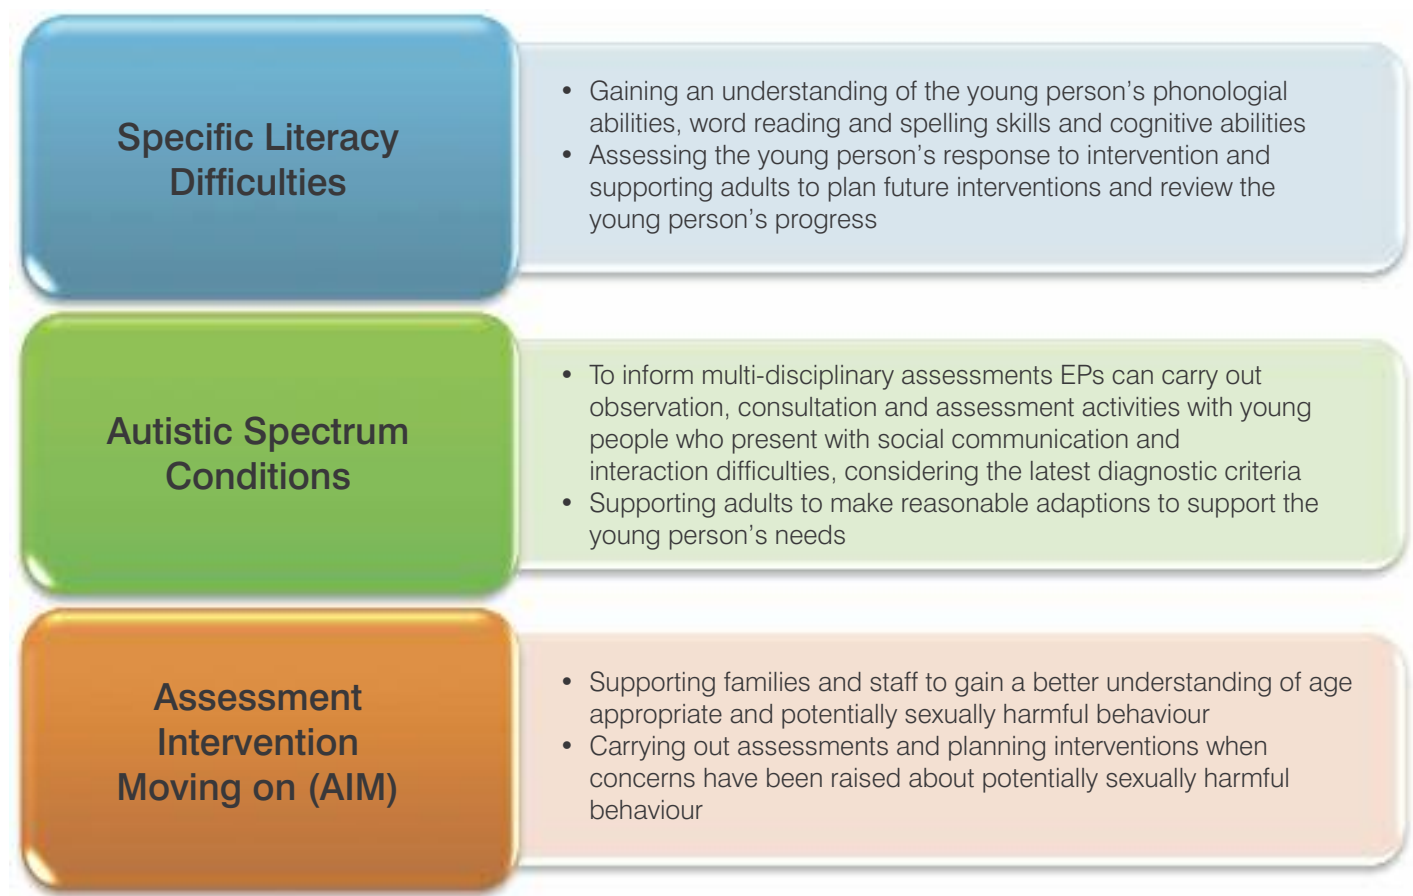 Specific Literacy
Difficulties
• Gaining an understanding of the young person's phonologial
abilities, word reading and spelling skills and cognitive abilities
• Assessing the young person's response to intervention and
supporting adults to plan future interventions and review the
young person's progress
Autistic Spectrum
Conditions
• To inform multi-disciplinary assessments EPs can carry out
observation, consultation and assessment activities with young
people who present with social communication and
interaction difficulties, considering the latest diagnostic criteria
• Supporting adults to make reasonable adaptions to support the
young person's needs
Assessment
Intervention
Moving on (AIM)
• Supporting families and staff to gain a better understanding of age
appropriate and potentially sexually harmful behaviour
• Carrying out assessments and planning interventions when
concerns have been raised about potentially sexually harmful
behaviour